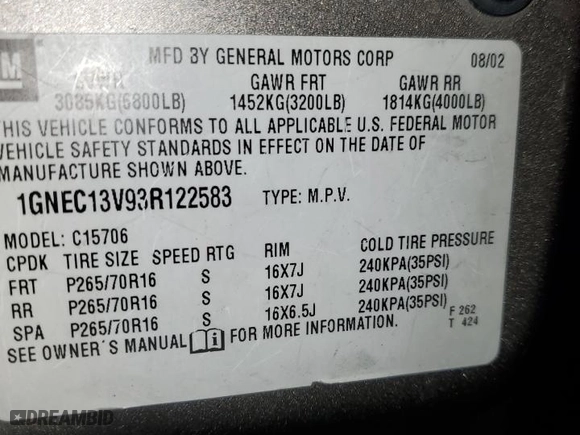 GM
MFD BY GENERAL MOTORS CORP 08/02
GVWR GAWR FRT GAWR RR
3085KG(6800LB) 1452KG(3200LB) 1814KG(4000LB)
THIS VEHICLE CONFORMS TO ALL APPLICABLE U.S. FEDERAL MOTOR
VEHICLE SAFETY STANDARDS IN EFFECT ON THE DATE OF
MANUFACTURE SHOWN ABOVE.
1GNEC13V93R122583 TYPE: M.P.V.
MODEL: C15706
CPDK TIRE SIZE SPEED RTG RIM COLD TIRE PRESSURE
FRT P265/70R16 S 16X7J 240KPA(35PSI)
RR P265/70R16 S 16X7J 240KPA(35PSI)
SPA P265/70R16 S 16X6.5J 240KPA(35PSI)
F 262
T 424
SEE OWNER'S MANUAL FOR MORE INFORMATION.
DREAMBID